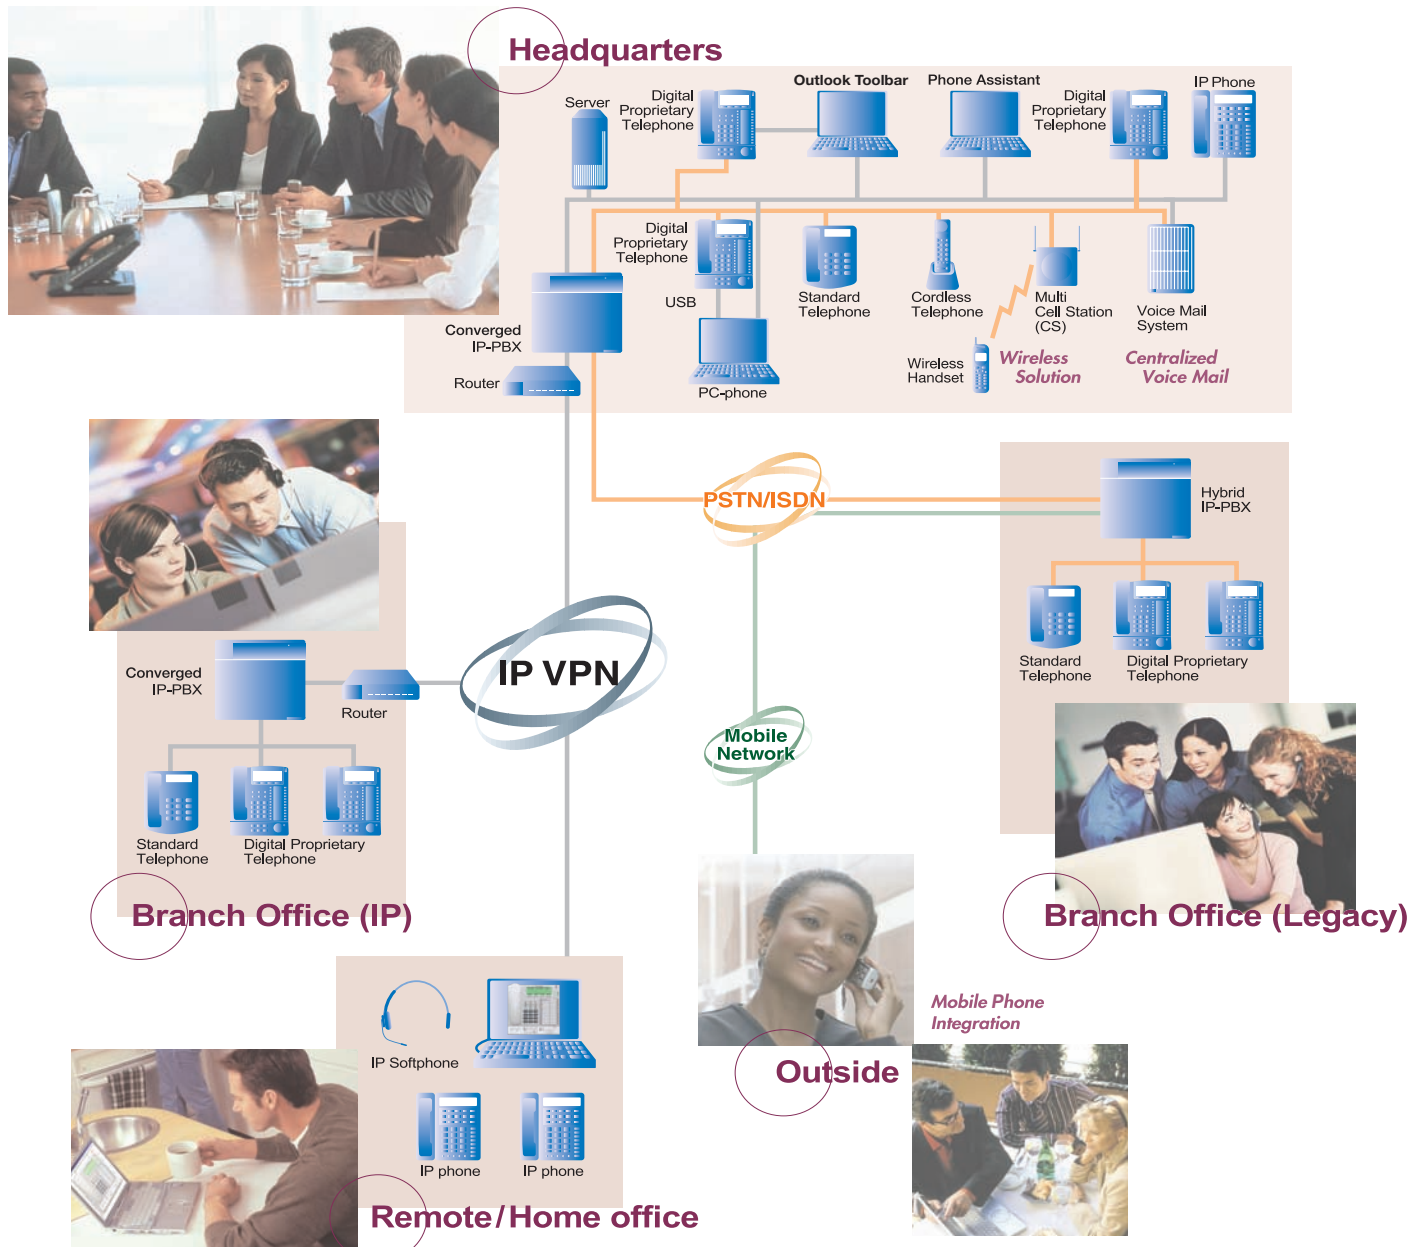 Headquarters
Server
Digital
Proprietary
Telephone
Outlook Toolbar
Phone Assistant
Digital
Proprietary
Telephone
IP Phone
Digital
Proprietary
Telephone
USB
PC-phone
Standard
Telephone
Cordless
Telephone
Multi
Cell Station
(CS)
Voice Mail
System
Wireless
Handset
Wireless
Solution
Centralized
Voice Mail
Converged
IP-PBX
Router
PSTN/ISDN
Hybrid
IP-PBX
Standard
Telephone
Digital Proprietary
Telephone
Branch Office (Legacy)
Converged
IP-PBX
Router
IP VPN
Standard
Telephone
Digital Proprietary
Telephone
Branch Office (IP)
Mobile
Network
Mobile Phone
Integration
Outside
IP Softphone
IP phone
IP phone
Remote/Home office